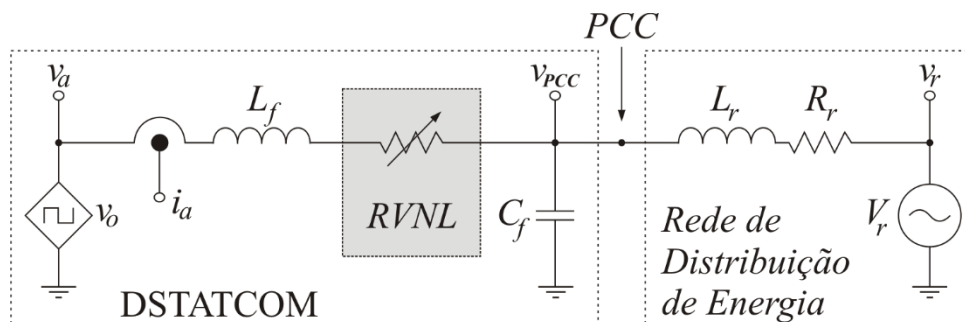 PCC
v_a
v_PCC
v_r
L_f
L_r
R_r
v_o
i_a
RVNL
C_f
V_r
Rede de
Distribuição
de Energia
DSTATCOM